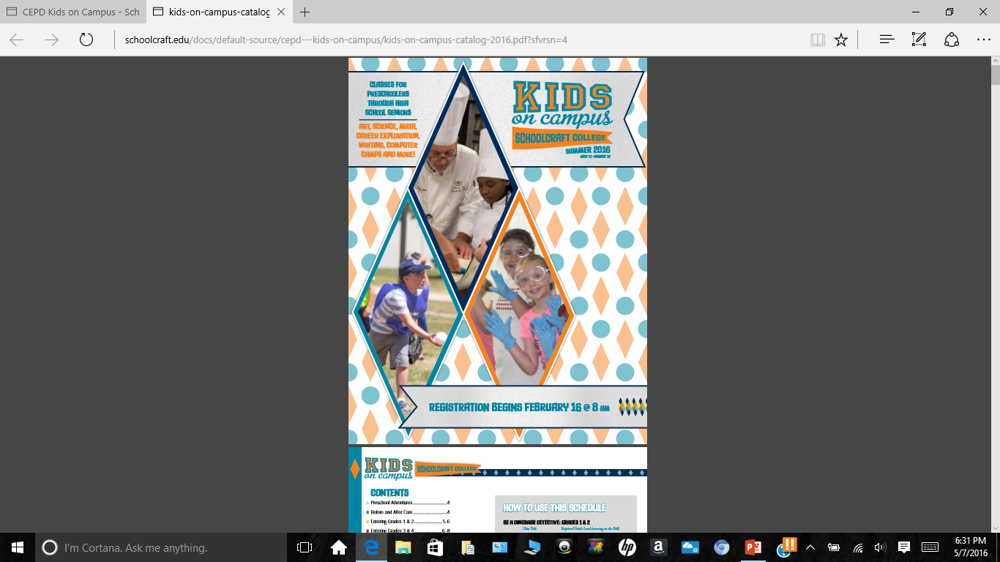 CEPD Kids on Campus - Sch
kids-on-campus-catalog
schoolcraft.edu/docs/default-source/cepd---kids-on-campus/kids-on-campus-catalog-2016.pdf?sfvrsn=4
CLASSES FOR
PRESCHOOLERS
THROUGH HIGH
SCHOOL SENIORS
ART, SCIENCE, MATH,
CAREER EXPLORATION,
WRITING, COMPUTER
CAMPS AND MORE!
KIDS
on campus
SCHOOLCRAFT COLLEGE
SUMMER 2016
JULY 11-AUGUST 12
REGISTRATION BEGINS FEBRUARY 16 @ 8 AM
KIDS
on campus
SCHOOLCRAFT COLLEGE
CONTENTS
Preschool Adventures............................4
Before and After Care............................4
Entering Grades 1 & 2......................5-6
Entering Grades 3 & 4......................6-8
HOW TO USE THIS SCHEDULE
BE A DINOSAUR DETECTIVE: GRADES 1 & 2
Class Title
Required Grade Level (entering in the fall)
I'm Cortana. Ask me anything.
6:31 PM
5/7/2016